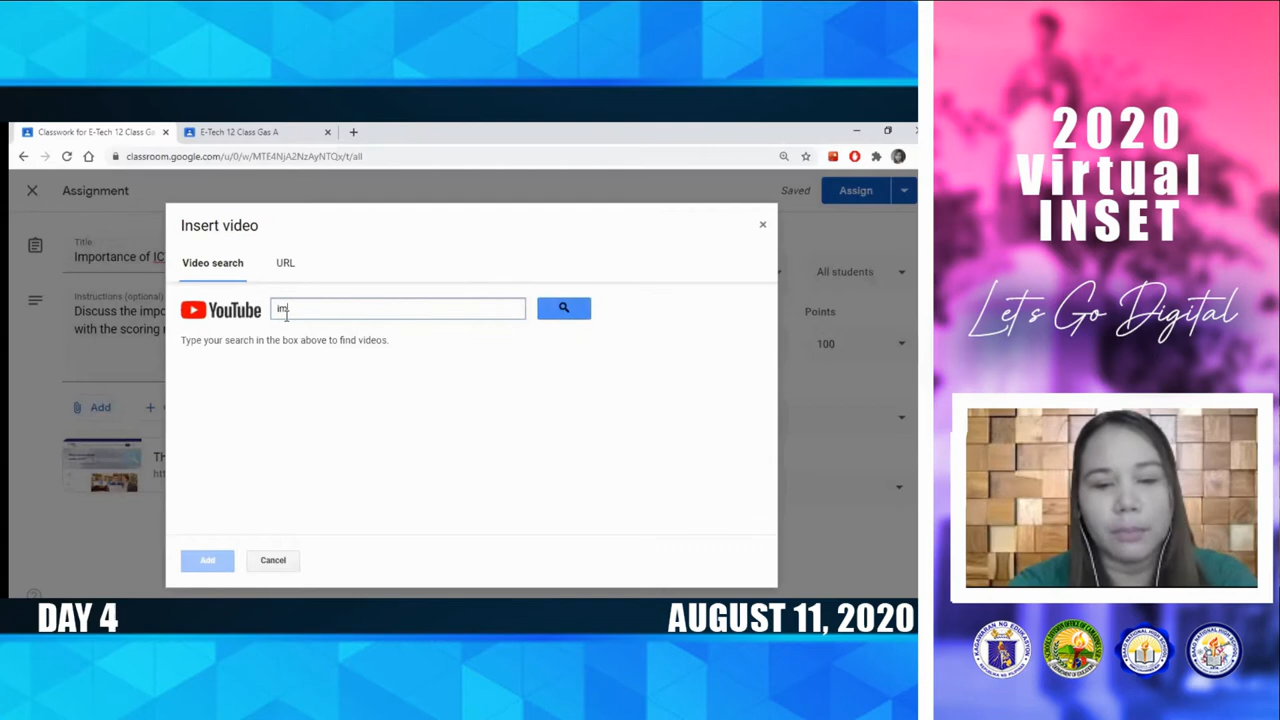 Classwork for E-Tech 12 Class Ga
E-Tech 12 Class Gas A
classroom.google.com/u/0/w/MTE4NjA2NzAyNTQx/t/all
Assignment
Saved
Assign
Title
Importance of IC
Instructions (optional)
Discuss the impo
with the scoring r
Add
Th
htt
All students
Points
100
Insert video
Video search
URL
YouTube
im
Type your search in the box above to find videos.
Add
Cancel
DAY 4
AUGUST 11, 2020
2020
Virtual
INSET
Let's Go Digital